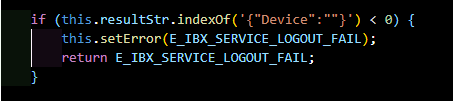 if (this.resultStr.indexOf('{"Device":""}') < 0) {
this.setError(E_IBX_SERVICE_LOGOUT_FAIL);
return E_IBX_SERVICE_LOGOUT_FAIL;
}